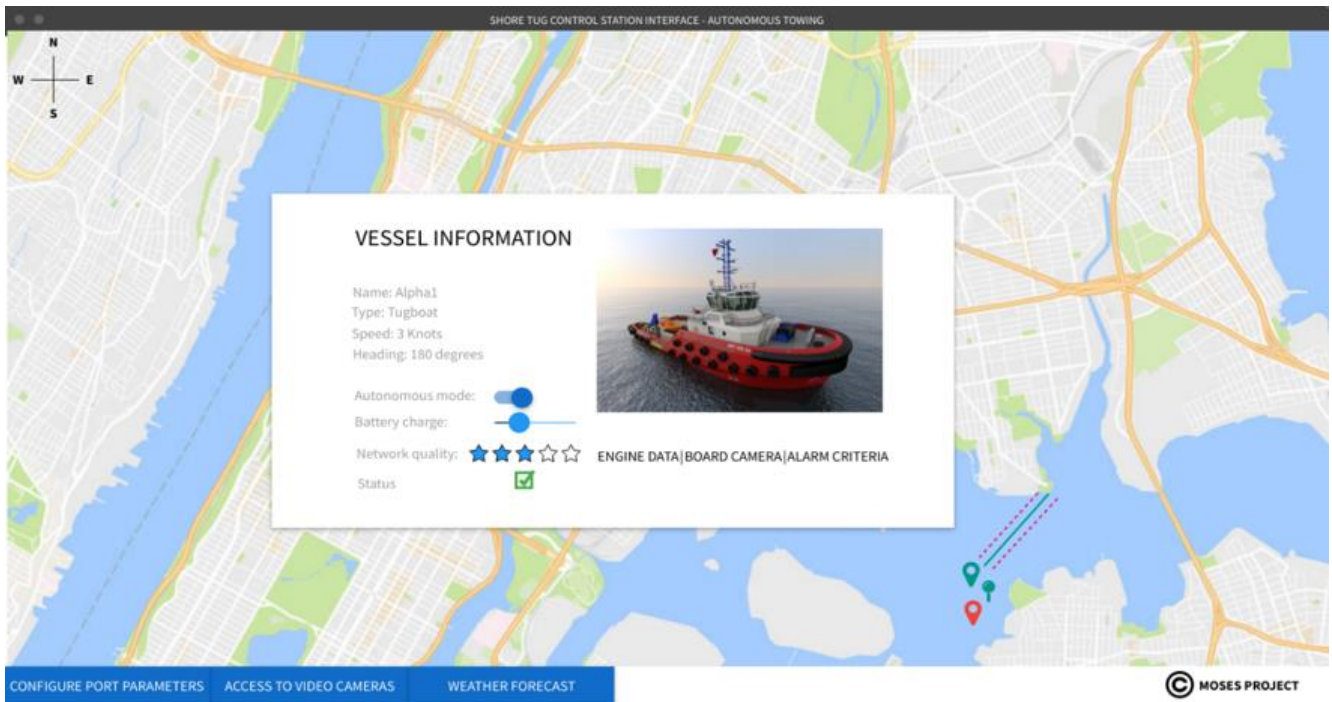 SHORE TUG CONTROL STATION INTERFACE - AUTONOMOUS TOWING
N
W E
S
VESSEL INFORMATION
Name: Alpha1
Type: Tugboat
Speed: 3 Knots
Heading: 180 degrees
Autonomous mode:
Battery charge:
Network quality:
Status
ENGINE DATA|BOARD CAMERA|ALARM CRITERIA
CONFIGURE PORT PARAMETERS ACCESS TO VIDEO CAMERAS WEATHER FORECAST
© MOSES PROJECT